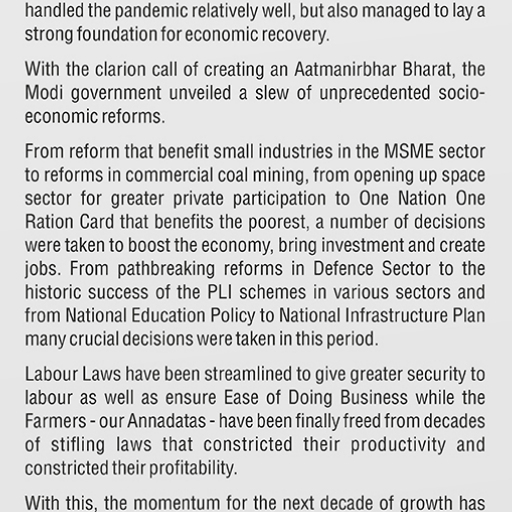 handled the pandemic relatively well, but also managed to lay a
strong foundation for economic recovery.
With the clarion call of creating an Aatmanirbhar Bharat, the
Modi government unveiled a slew of unprecedented socio-
economic reforms.
From reform that benefit small industries in the MSME sector
to reforms in commercial coal mining, from opening up space
sector for greater private participation to One Nation One
Ration Card that benefits the poorest, a number of decisions
were taken to boost the economy, bring investment and create
jobs. From pathbreaking reforms in Defence Sector to the
historic success of the PLI schemes in various sectors and
from National Education Policy to National Infrastructure Plan
many crucial decisions were taken in this period.
Labour Laws have been streamlined to give greater security to
labour as well as ensure Ease of Doing Business while the
Farmers - our Annadatas - have been finally freed from decades
of stifling laws that constricted their productivity and
constricted their profitability.
With this, the momentum for the next decade of growth has